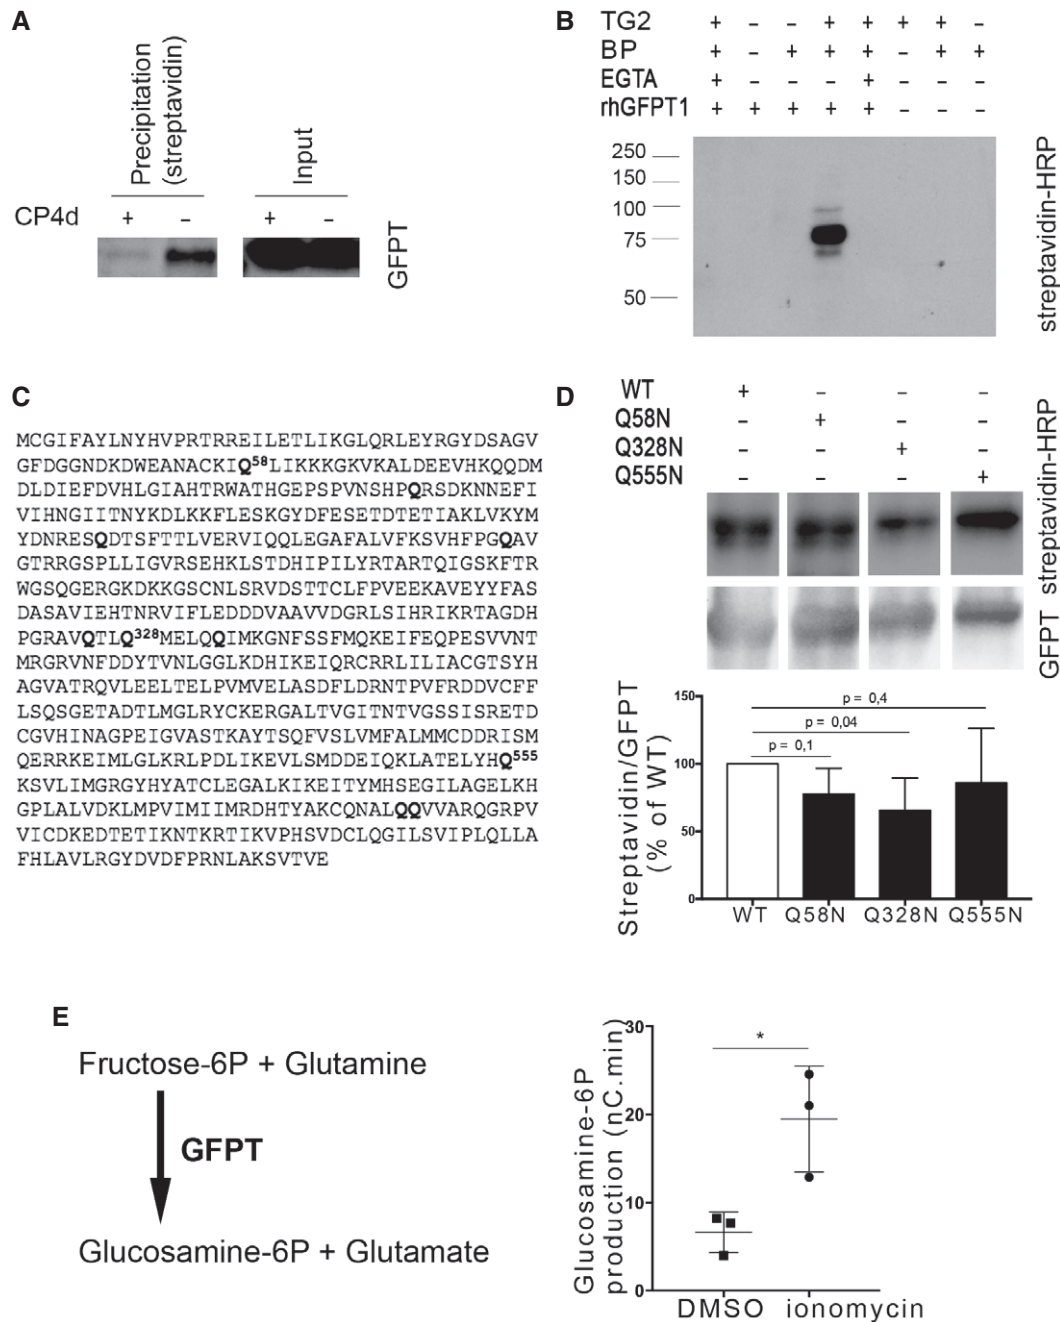 A
Precipitation
(streptavidin)
Input
CP4d + – + –
GFPT
B
TG2 + – – + + + + –
BP + – + + + – + +
EGTA + – – – + – – –
rhGFPT1 + + + + + – – –
250
150
100
75
50
streptavidin-HRP
C
MCGIFAYLNYHVPRTRREILETLIKGLQRLEYRGYDSAGV
GFDGGNDKDWEANACKIQ58LIKKKGKVKALDEEVHKQQDM
DLDIEFDVHLGIAHTRWATHGEPSPVNSHPQRSDKNNEFI
VIHNGIITNYKDLKKFLESKGYDFESETDTETIAKLVKYM
YDNRESQDTSFTTLVERVIQQLEGAFALVFKSVHFPGQAV
GTRRGSPLLIGVRSEHKLSTDHIPILYRTARTQIGSKFTR
WGSQGERGKDKKGSCNLSRVDSTTCLFPVEEKAVEYYFAS
DASAVIEHTNRVIFLEDDDVAAVVDGRLSIHRIKRTAGDH
PGRAVQTLQ328MELQQIMKGNFSSFMQKEIFEQPESVVNT
MRGRVNFDDYTVNLGGLKDHIKEIQRCRRLILIACGTSYH
AGVATRQVLEELTELPVMVELASDFLDRNTPVFRDDVCFF
LSQSGETADTLMGLRYCKERGALTVGITNTVGSSISRETD
CGVHINAGPEIGVASTKAYTSQFVSLVMFALMMCDDRISM
QERRKEIMLGLKRLPDLIKEVLSMDDEIQKLATELYHQ555
KSVLIMGRGYHYATCLEGALKIKEITYMHSEGILAGELKH
GPLALVDKLMPVIMIIMRDHTYAKCQNALQQVVARQGRPV
VICDKEDTETIKNTKRTIKVPHSVDCLQGILSVIPLQLLA
FHLAVLRGYDVDFPRNLAKSVTVE
D
WT + – – –
Q58N – + – –
Q328N – – + –
Q555N – – – +
streptavidin-HRP
GFPT
Streptavidin/GFPT
(% of WT)
150
100
50
0
p = 0,4
p = 0,04
p = 0,1
WT Q58N Q328N Q555N
E
Fructose-6P + Glutamine
GFPT
Glucosamine-6P + Glutamate
Glucosamine-6P
production (nC.min)
30
20
10
0
*
DMSO ionomycin